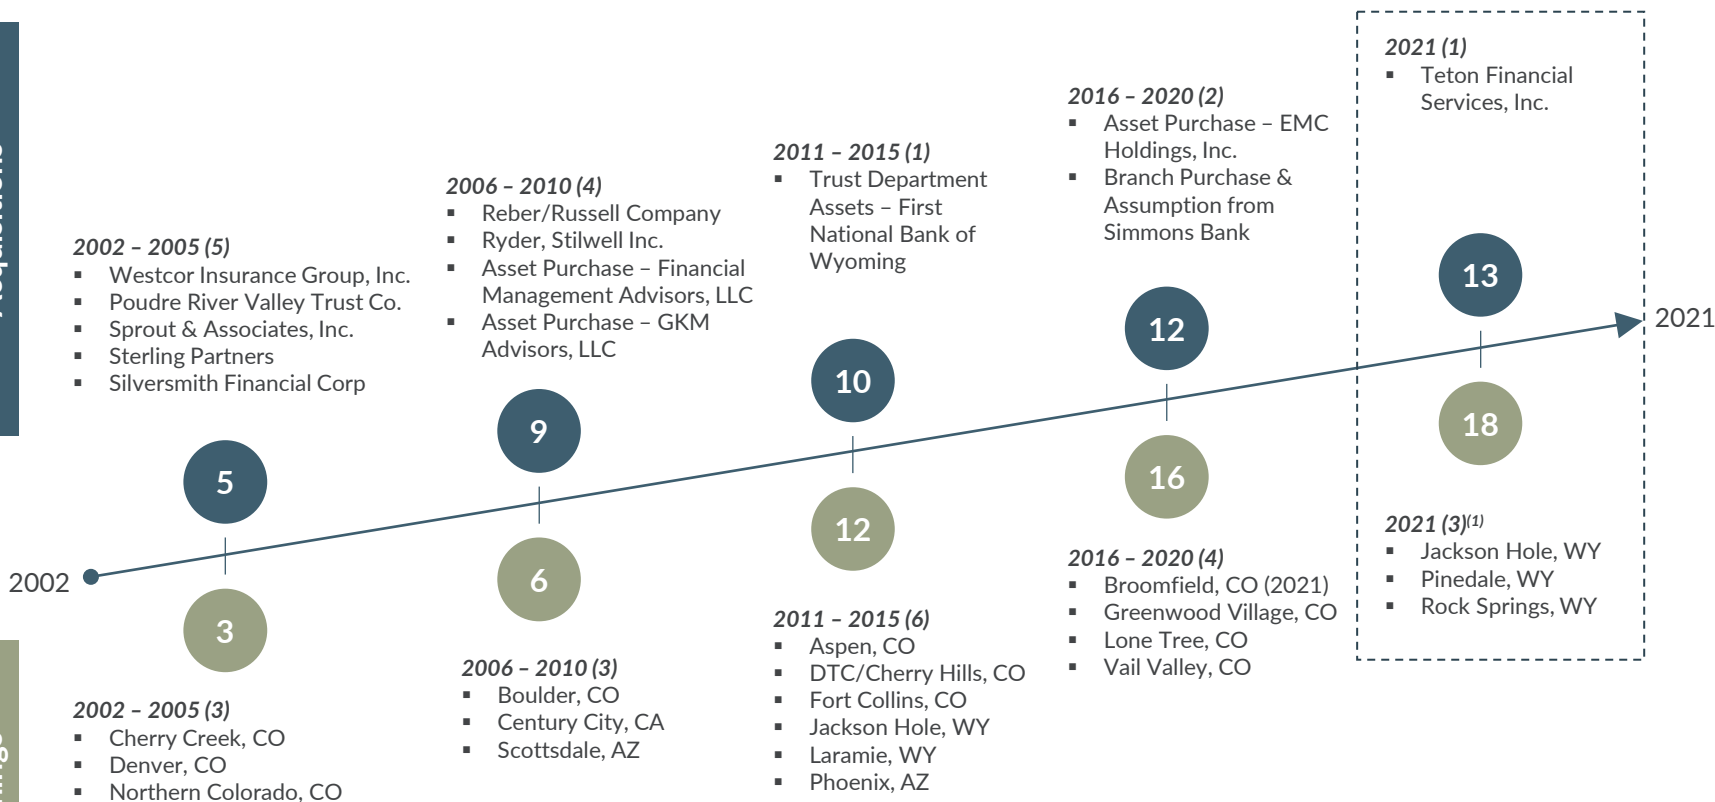 2002 – 2005 (5)
▪ Westcor Insurance Group, Inc.
▪ Poudre River Valley Trust Co.
▪ Sprout & Associates, Inc.
▪ Sterling Partners
▪ Silversmith Financial Corp
2006 – 2010 (4)
▪ Reber/Russell Company
▪ Ryder, Stilwell Inc.
▪ Asset Purchase – Financial
Management Advisors, LLC
▪ Asset Purchase – GKM
Advisors, LLC
2011 – 2015 (1)
▪ Trust Department
Assets – First
National Bank of
Wyoming
2016 – 2020 (2)
▪ Asset Purchase – EMC
Holdings, Inc.
▪ Branch Purchase &
Assumption from
Simmons Bank
2021 (1)
▪ Teton Financial
Services, Inc.
5
9
10
12
13
2002
2021
3
6
12
16
18
2002 – 2005 (3)
▪ Cherry Creek, CO
▪ Denver, CO
▪ Northern Colorado, CO
2006 – 2010 (3)
▪ Boulder, CO
▪ Century City, CA
▪ Scottsdale, AZ
2011 – 2015 (6)
▪ Aspen, CO
▪ DTC/Cherry Hills, CO
▪ Fort Collins, CO
▪ Jackson Hole, WY
▪ Laramie, WY
▪ Phoenix, AZ
2016 – 2020 (4)
▪ Broomfield, CO (2021)
▪ Greenwood Village, CO
▪ Lone Tree, CO
▪ Vail Valley, CO
2021 (3)(1)
▪ Jackson Hole, WY
▪ Pinedale, WY
▪ Rock Springs, WY